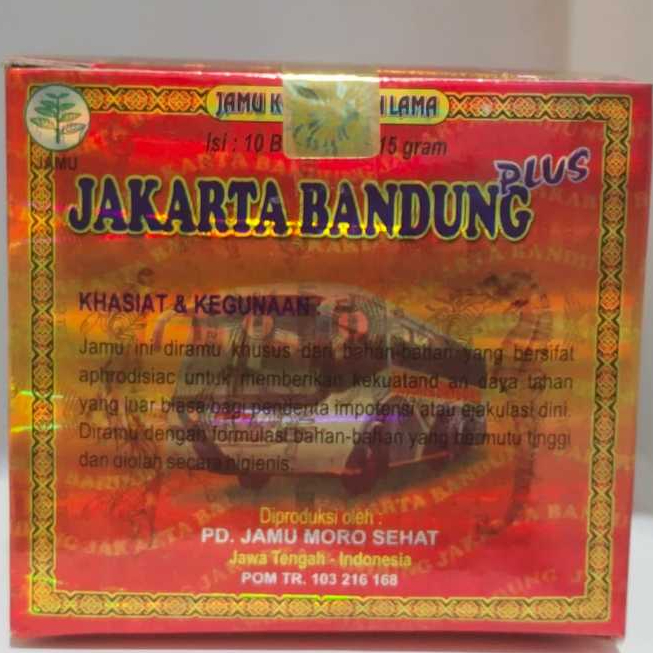 JAMU K LAMA
Isi : 10 B 15 gram
JAMU
JAKARTA BANDUNG PLUS
KHASIAT & KEGUNAAN :
Jamu ini diramu khusus dari bahan-bahan yang bersifat
aphrodisiac untuk memberikan kekuatand an daya tahan
yang luar biasa bagi penderita impotensi atau ejakulasi dini.
Diramu dengan formulasi bahan-bahan yang bermutu tinggi
dan diolah secara higienis.
Diproduksi oleh :
PD. JAMU MORO SEHAT
Jawa Tengah - Indonesia
POM TR. 103 216 168